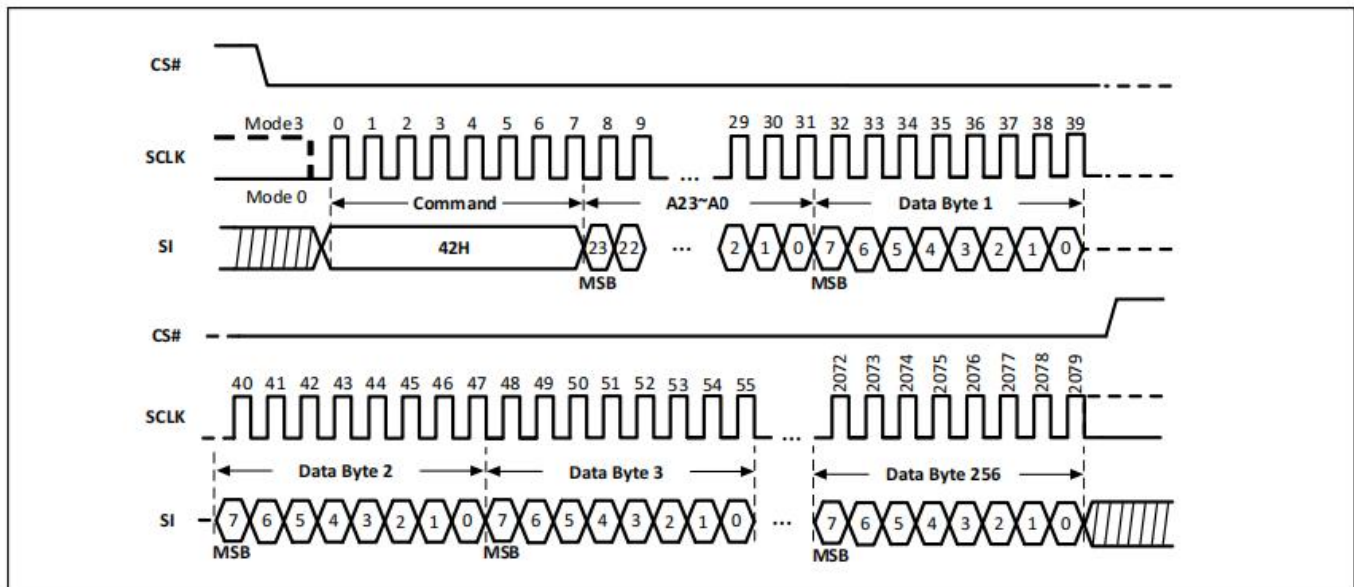 CS#
Mode3 0 1 2 3 4 5 6 7 8 9 29 30 31 32 33 34 35 36 37 38 39
SCLK ...
Mode 0 Command A23~A0 Data Byte 1
SI 42H 23 22 ... 2 1 0 7 6 5 4 3 2 1 0
MSB MSB
CS#
40 41 42 43 44 45 46 47 48 49 50 51 52 53 54 55 2072 2073 2074 2075 2076 2077 2078 2079
SCLK ...
Data Byte 2 Data Byte 3 Data Byte 256
SI 7 6 5 4 3 2 1 0 7 6 5 4 3 2 1 0 ... 7 6 5 4 3 2 1 0
MSB MSB MSB